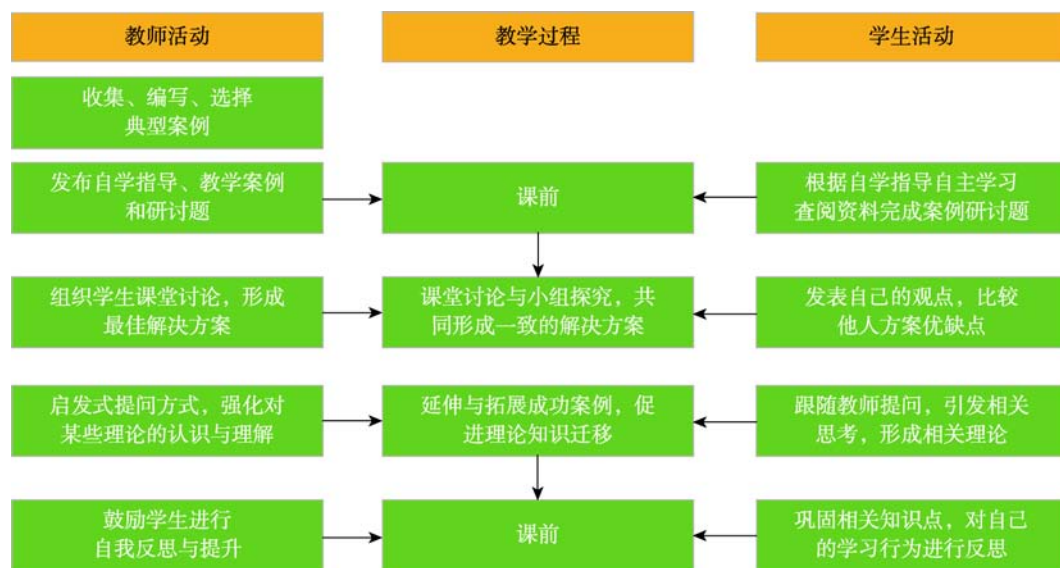 教师活动
教学过程
学生活动
收集、编写、选择
典型案例
发布自学指导、教学案例
和研讨题
课前
根据自学指导自主学习
查阅资料完成案例研讨题
组织学生课堂讨论，形成
最佳解决方案
课堂讨论与小组探究，共
同形成一致的解决方案
发表自己的观点，比较
他人方案优缺点
启发式提问方式，强化对
某些理论的认识与理解
延伸与拓展成功案例，促
进理论知识迁移
跟随教师提问，引发相关
思考，形成相关理论
鼓励学生进行
自我反思与提升
课前
巩固相关知识点，对自己
的学习行为进行反思